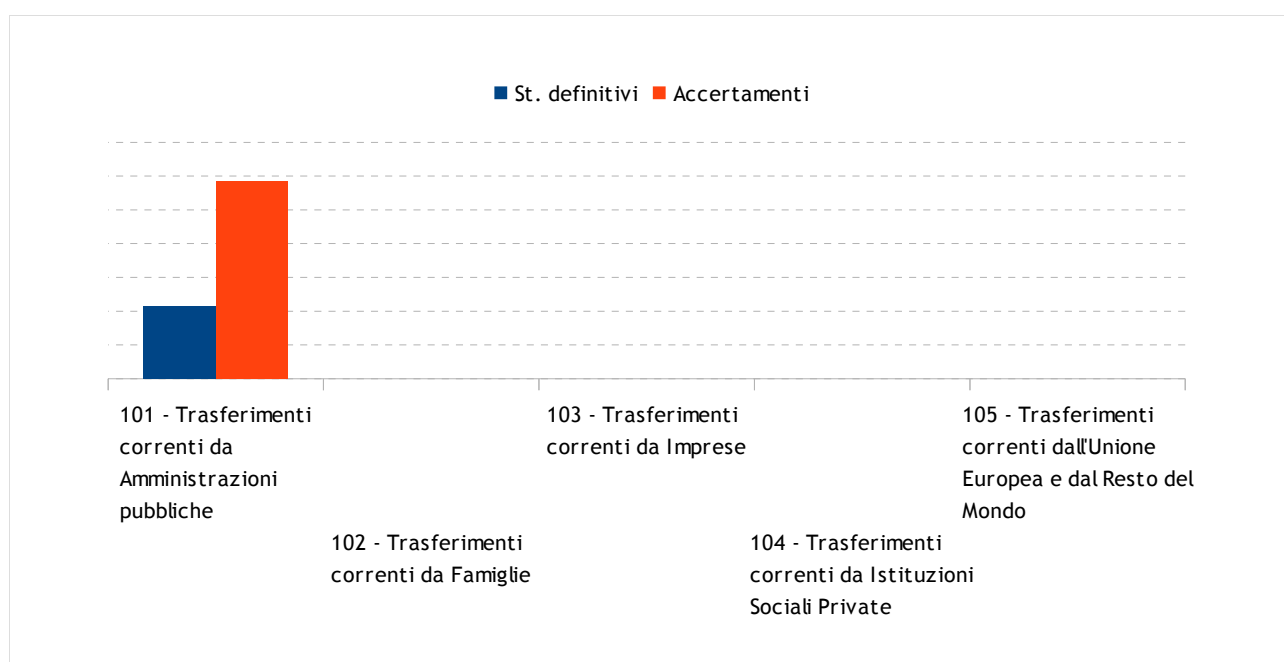 St. definitivi Accertamenti
101 - Trasferimenti
correnti da
Amministrazioni
pubbliche
102 - Trasferimenti
correnti da Famiglie
103 - Trasferimenti
correnti da Imprese
104 - Trasferimenti
correnti da Istituzioni
Sociali Private
105 - Trasferimenti
correnti dall'Unione
Europea e dal Resto del
Mondo